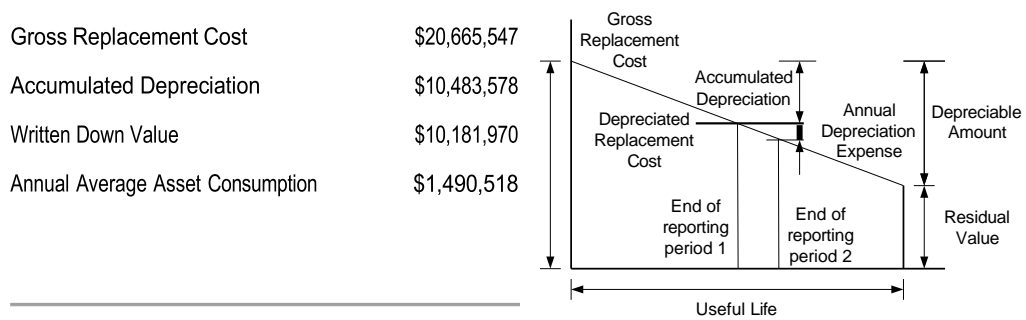 Gross Replacement Cost $20,665,547
Accumulated Depreciation $10,483,578
Written Down Value $10,181,970
Annual Average Asset Consumption $1,490,518
Gross
Replacement
Cost
Accumulated
Depreciation
Depreciated
Replacement
Cost
Annual
Depreciation
Expense
Depreciable
Amount
End of
reporting
period 1
End of
reporting
period 2
Residual
Value
Useful Life